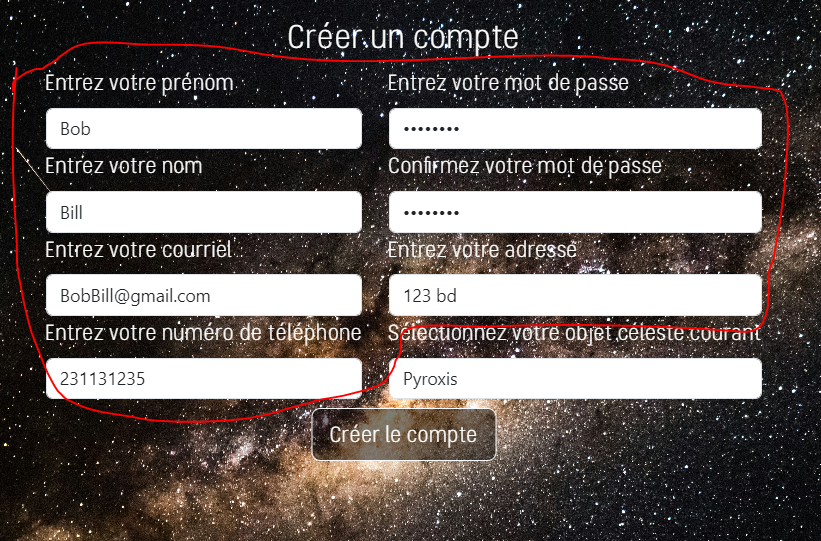 Créer un compte
Entrez votre prénom
Bob
Entrez votre nom
Bill
Entrez votre courriel
BobBill@gmail.com
Entrez votre numéro de téléphone
231131235
Entrez votre mot de passe
••••••••
Confirmez votre mot de passe
••••••••
Entrez votre adresse
123 bd
Sélectionnez votre objet céleste courant
Pyroxis
Créer le compte